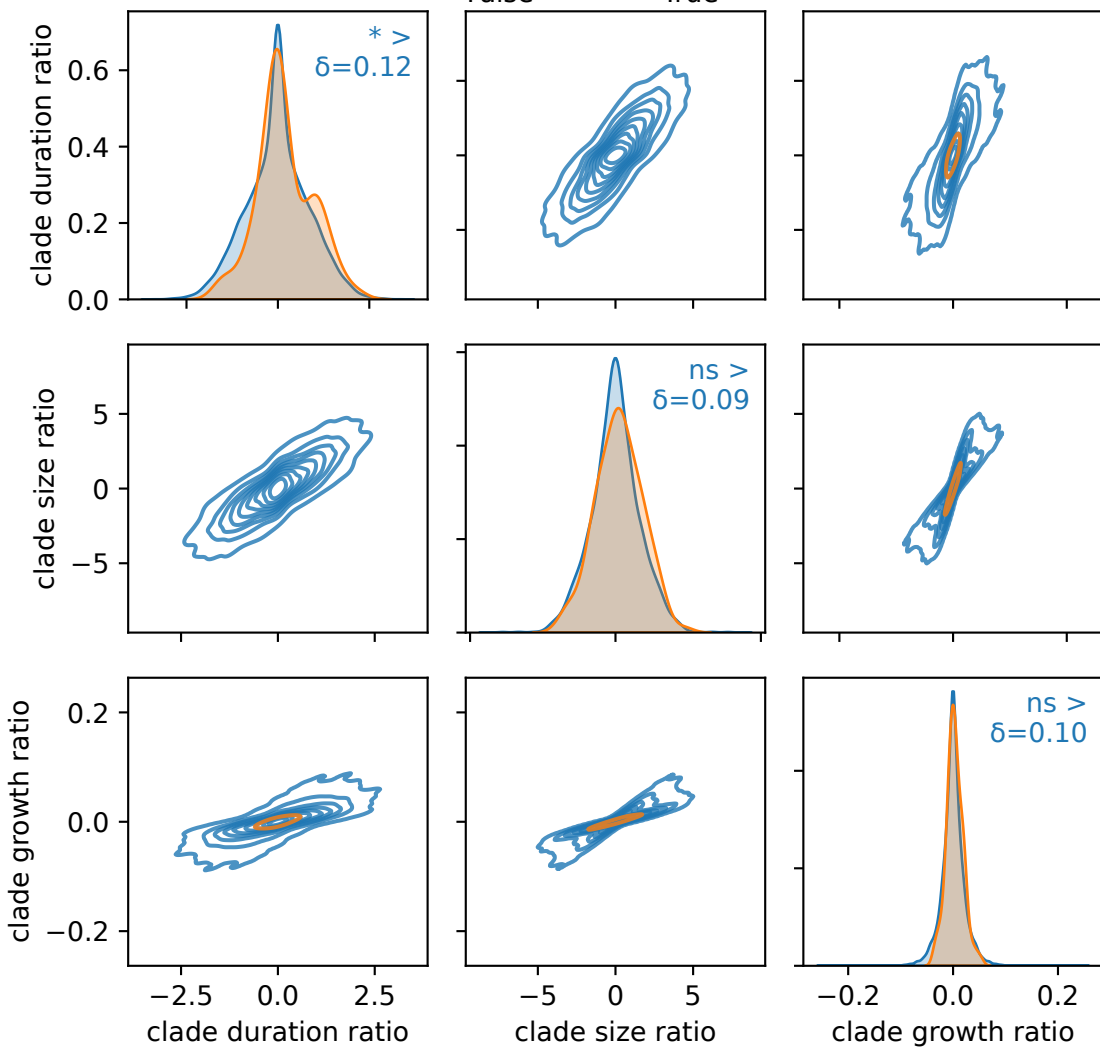 clade duration ratio
0.6
0.4
0.2
0.0
* >
δ=0.12
clade size ratio
5
0
−5
ns >
δ=0.09
clade growth ratio
0.2
0.0
−0.2
ns >
δ=0.10
−2.5 0.0 2.5
−5 0 5
−0.2 0.0 0.2
clade duration ratio
clade size ratio
clade growth ratio